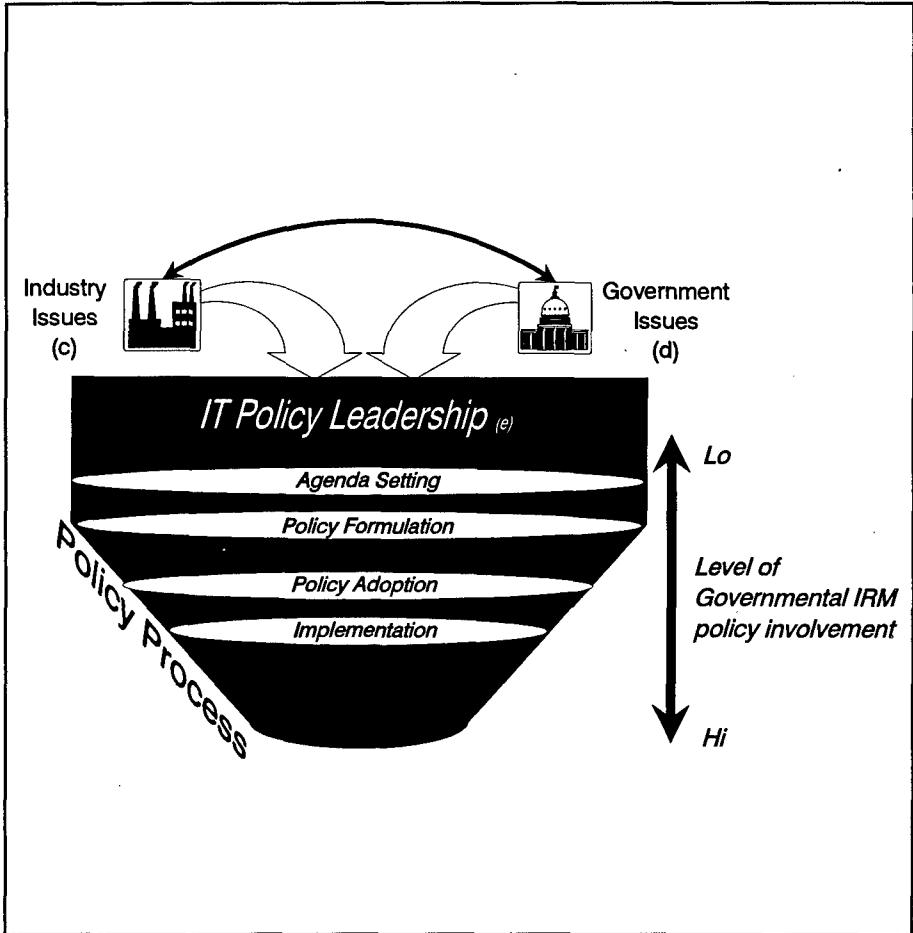 Industry
Issues
(c)
Government
Issues
(d)
IT Policy Leadership (e)
Agenda Setting
Policy Formulation
Policy Adoption
Implementation
Policy Process
Lo
Level of
Governmental IRM
policy involvement
Hi